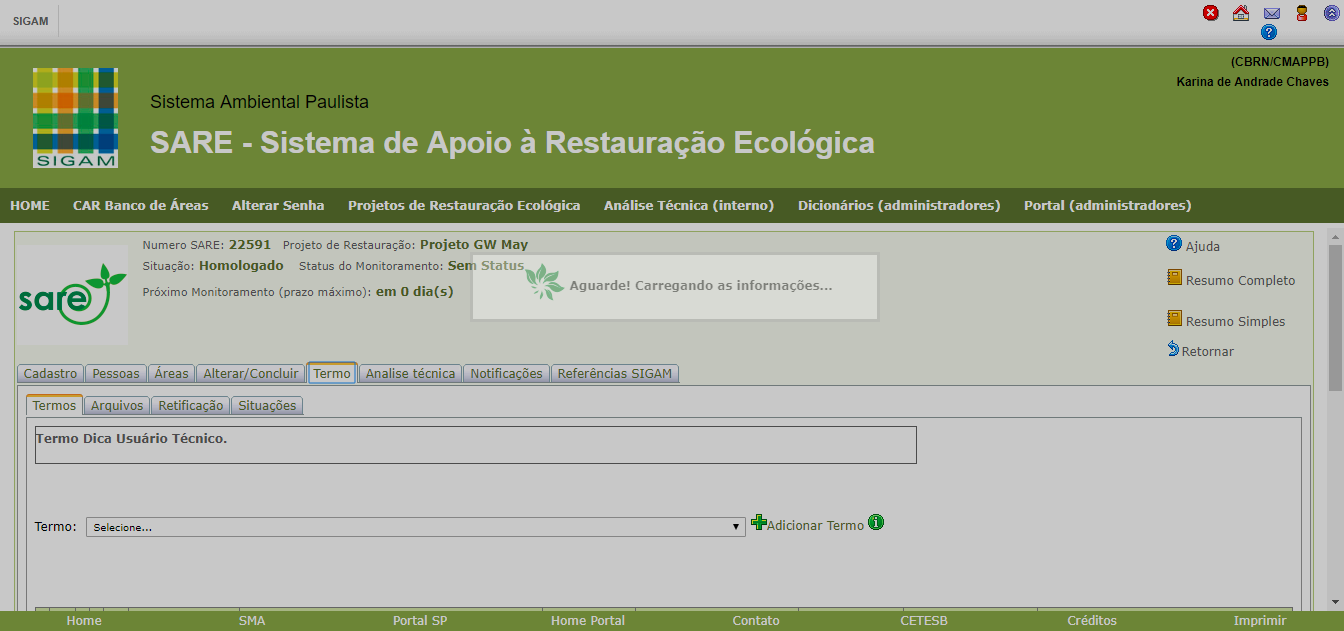 SIGAM
(CBRN/CMAPPB)
Karina de Andrade Chaves
SIGAM
Sistema Ambiental Paulista
SARE - Sistema de Apoio à Restauração Ecológica
HOME CAR Banco de Áreas Alterar Senha Projetos de Restauração Ecológica Análise Técnica (interno) Dicionários (administradores) Portal (administradores)
sare
Numero SARE: 22591 Projeto de Restauração: Projeto GW May
Situação: Homologado Status do Monitoramento: Sem Status
Próximo Monitoramento (prazo máximo): em 0 dia(s)
Aguarde! Carregando as informações...
Ajuda
Resumo Completo
Resumo Simples
Retornar
Cadastro Pessoas Áreas Alterar/Concluir Termo Analise técnica Notificações Referências SIGAM
Termos Arquivos Retificação Situações
Termo Dica Usuário Técnico.
Termo: Selecione... Adicionar Termo
Home SMA Portal SP Home Portal Contato CETESB Créditos Imprimir